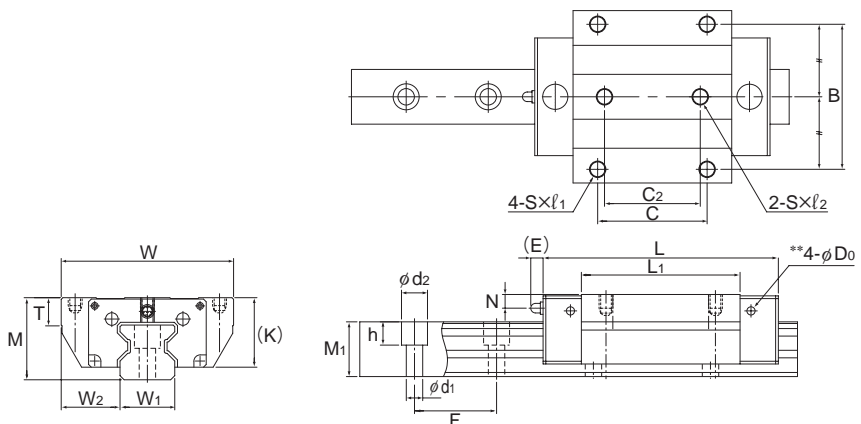 B
C2
4-S×ℓ1
2-S×ℓ2
C
W
(E)
L
**4-φD0
L1
φd2
T
N
M
(K)
h
M1
W2
W1
φd1
F